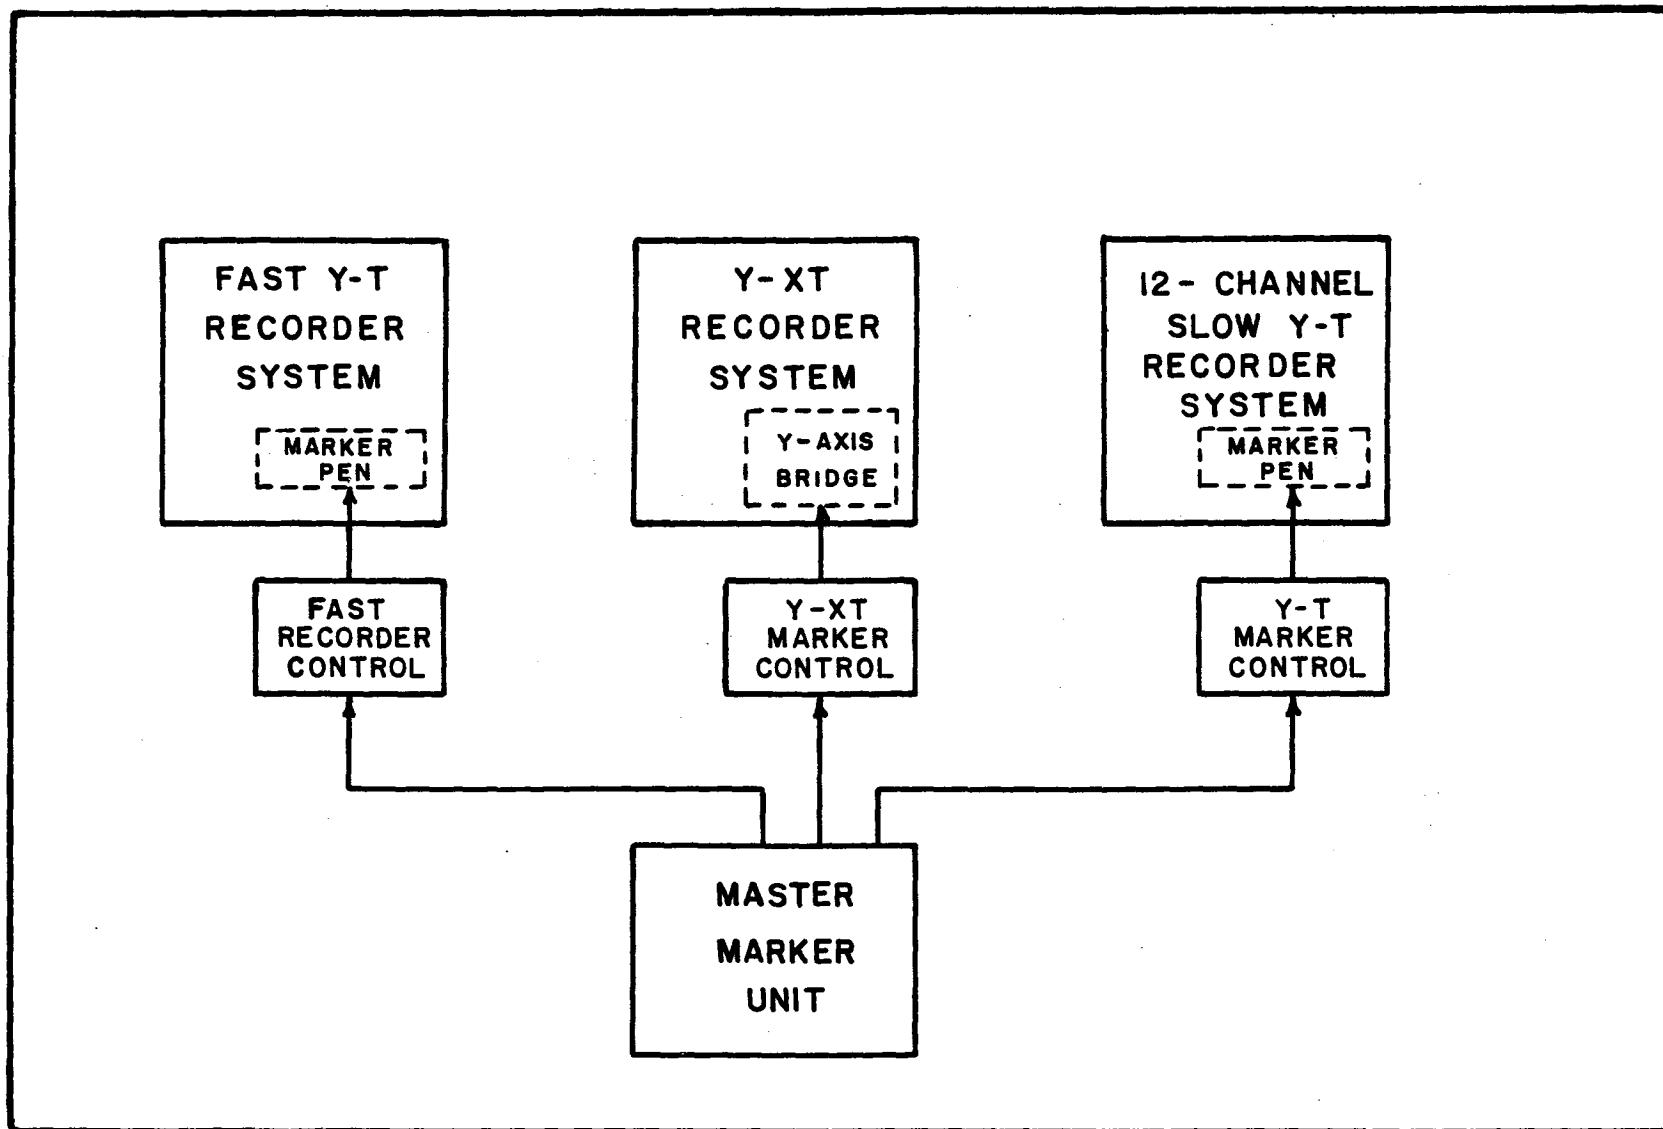 FAST Y-T
RECORDER
SYSTEM
MARKER
PEN
Y-XT
RECORDER
SYSTEM
Y-AXIS
BRIDGE
12- CHANNEL
SLOW Y-T
RECORDER
SYSTEM
MARKER
PEN
FAST
RECORDER
CONTROL
Y-XT
MARKER
CONTROL
Y-T
MARKER
CONTROL
MASTER
MARKER
UNIT